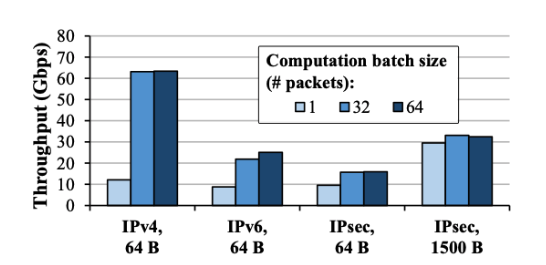 Throughput (Gbps)
80
70
60
50
40
30
20
10
0
Computation batch size
(# packets):
1 32 64
IPv4,
64 B
IPv6,
64 B
IPsec,
64 B
IPsec,
1500 B